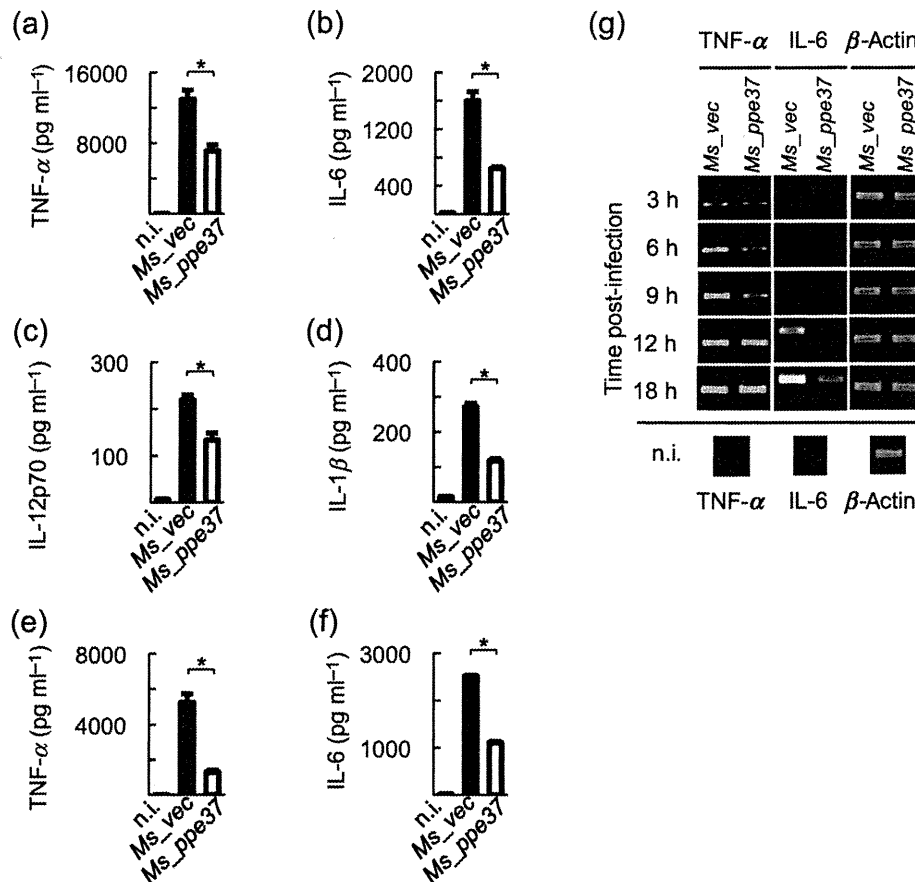 (a)
TNF-α (pg ml⁻¹)
16000
8000
*
n.i.
Ms_vec
Ms_ppe37
(b)
IL-6 (pg ml⁻¹)
2000
1600
1200
400
*
n.i.
Ms_vec
Ms_ppe37
(c)
IL-12p70 (pg ml⁻¹)
300
100
*
n.i.
Ms_vec
Ms_ppe37
(d)
IL-1β (pg ml⁻¹)
400
200
*
n.i.
Ms_vec
Ms_ppe37
(e)
TNF-α (pg ml⁻¹)
8000
4000
*
n.i.
Ms_vec
Ms_ppe37
(f)
IL-6 (pg ml⁻¹)
3000
1000
*
n.i.
Ms_vec
Ms_ppe37
(g)
TNF-α IL-6 β-Actin
Ms_vec Ms_ppe37 Ms_vec Ms_ppe37 Ms_vec Ms_ppe37
Time post-infection
3 h
6 h
9 h
12 h
18 h
n.i.
TNF-α IL-6 β-Actin